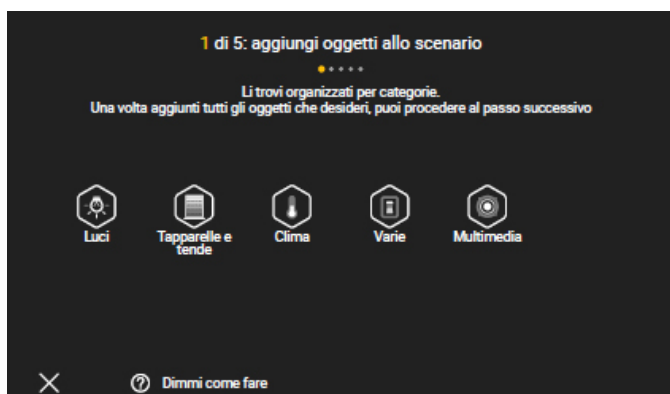 1 di 5: aggiungi oggetti allo scenario
Li trovi organizzati per categorie.
Una volta aggiunti tutti gli oggetti che desideri, puoi procedere al passo successivo
Luci
Tapparelle e
tende
Clima
Varie
Multimedia
Dimmi come fare